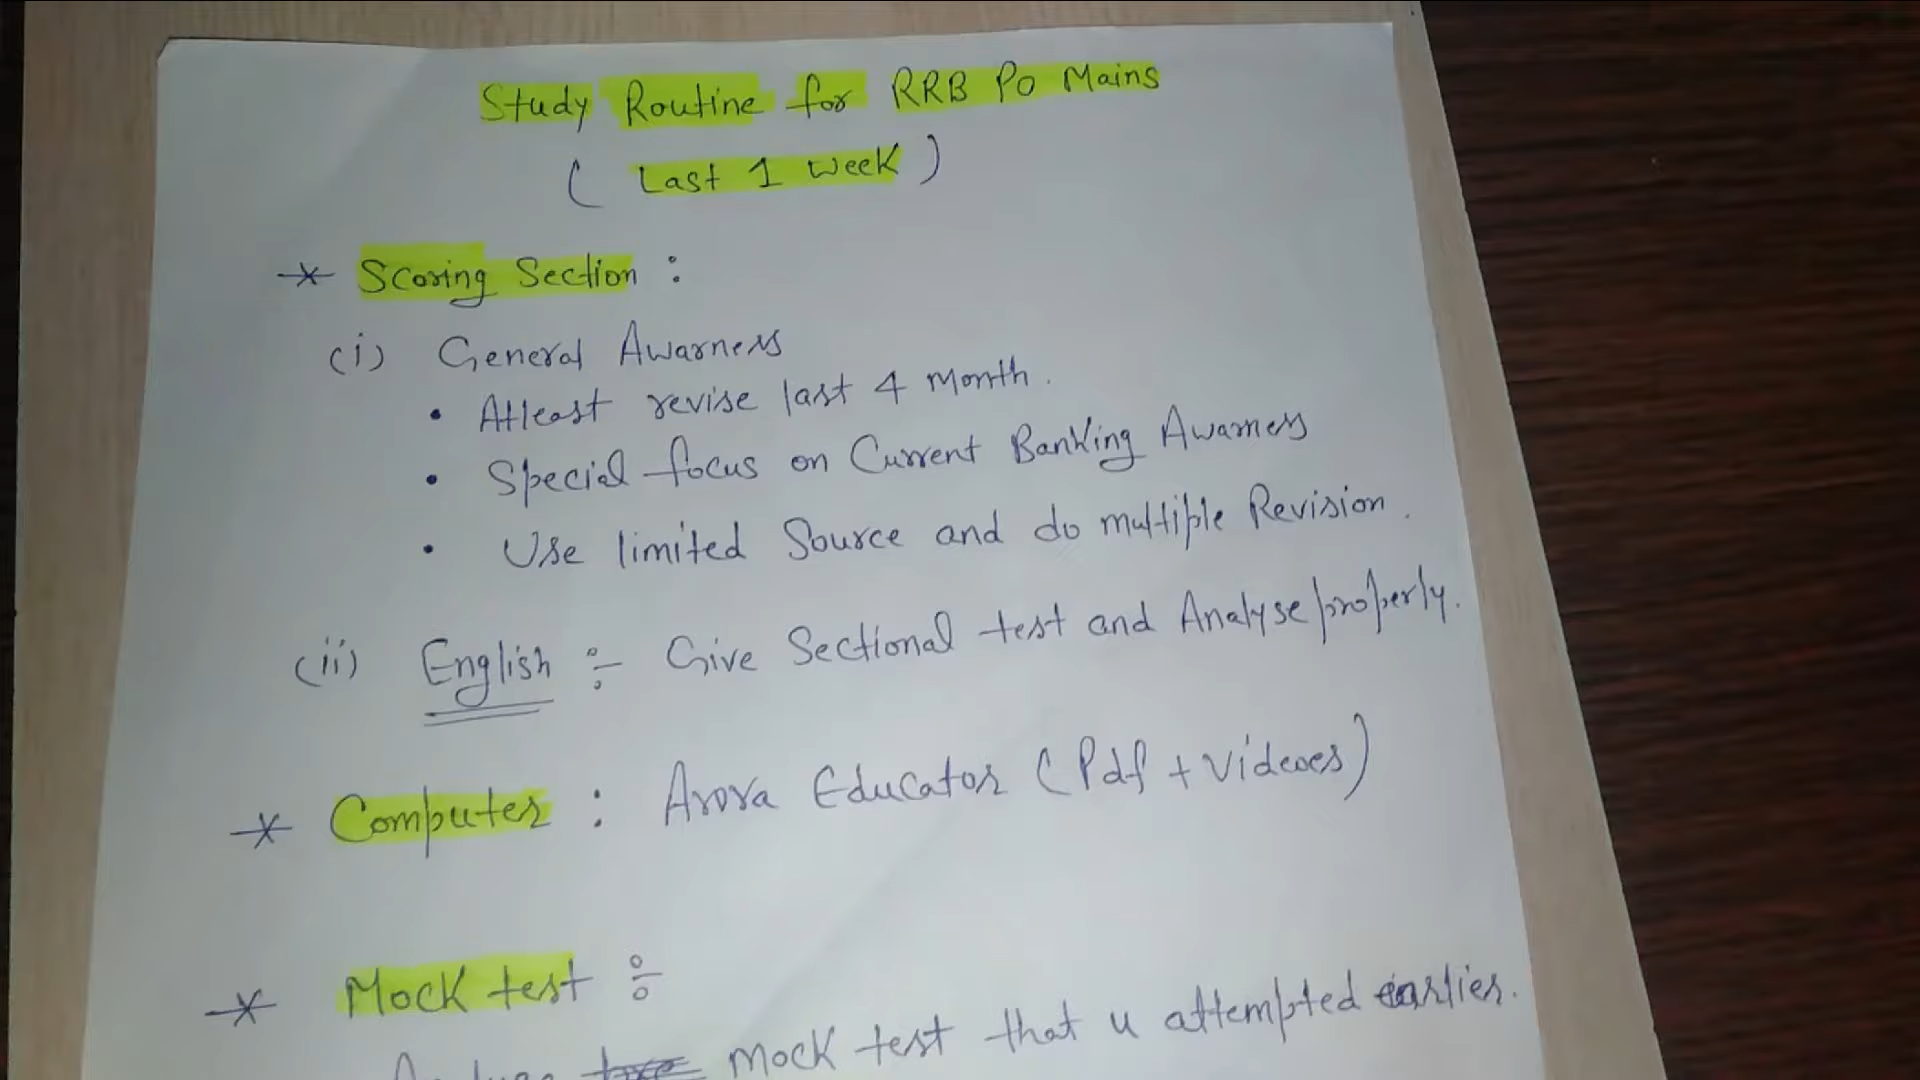 Study Routine for RRB PO Mains
( Last 1 Week )
* Scoring Section :
(i) General Awarness
• Atleast revise last 4 Month.
• Special focus on Current Banking Awarness
• Use limited Source and do multiple Revision.
(ii) English :- Give Sectional test and Analyse properly.
* Computer : Arora Educator (Pdf + Videoes)
* Mock test :-
mock test that u attempted earlier.